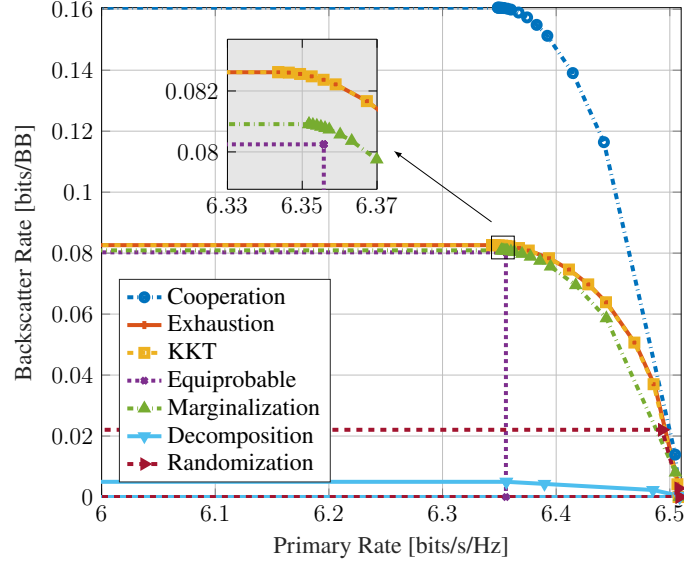 0.16
0.14
0.12
0.1
0.08
0.06
0.04
0.02
0
Backscatter Rate [bits/BB]
0.082
0.08
6.33
6.35
6.37
Cooperation
Exhaustion
KKT
Equiprobable
Marginalization
Decomposition
Randomization
6
6.1
6.2
6.3
6.4
6.5
Primary Rate [bits/s/Hz]